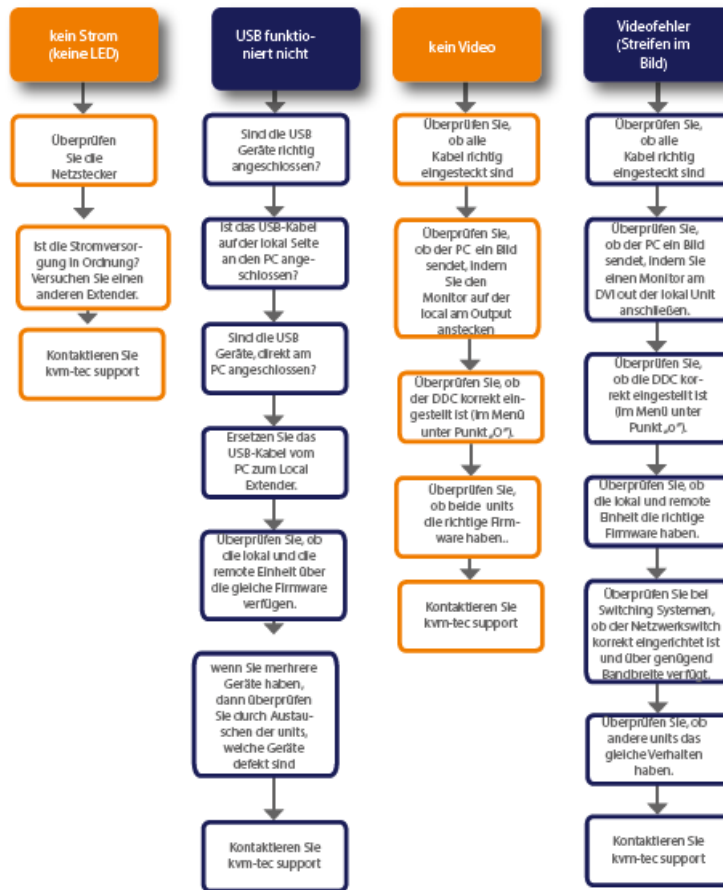 kein Strom
(keine LED)
Überprüfen
Sie die
Netzstecker
Ist die Stromversor-
gung in Ordnung?
Versuchen Sie einen
anderen Extender.
Kontaktieren Sie
kvm-tec support
USB funktio-
niert nicht
Sind die USB
Geräte richtig
angeschlossen?
Ist das USB-Kabel
auf der lokal Seite
an den PC ange-
schlossen?
Sind die USB
Geräte, direkt am
PC angeschlossen?
Ersetzen Sie das
USB-Kabel vom
PC zum Local
Extender.
Überprüfen Sie, ob
die lokal und die
remote Einheit über
die gleiche Firmware
verfügen.
wenn Sie merhrere
Geräte haben,
dann überprüfen
Sie durch Austau-
schen der units,
welche Geräte
defekt sind
Kontaktieren Sie
kvm-tec support
kein Video
Überprüfen Sie,
ob alle
Kabel richtig
eingesteckt sind
Überprüfen Sie,
ob der PC ein Bild
sendet, indem
Sie den
Monitor auf der
local am Output
anstecken
Überprüfen Sie, ob
der DDC korrekt ein-
gestellt ist (im Menü
unter Punkt „O").
Überprüfen Sie,
ob beide units
die richtige Firm-
ware haben..
Kontaktieren Sie
kvm-tec support
Videofehler
(Streifen im
Bild)
Überprüfen Sie,
ob alle
Kabel richtig
eingesteckt sind
Überprüfen Sie,
ob der PC ein Bild
sendet, indem Sie
einen Monitor am
DVI out der lokal Unit
anschließen.
Überprüfen Sie,
ob die DDC kor-
rekt eingestellt ist
(im Menü unter
Punkt „o").
Überprüfen Sie, ob
die lokal und remote
Einheit die richtige
Firmware haben.
Überprüfen Sie bei
Switching Systemen,
ob der Netzwerkswitch
korrekt eingerichtet ist
und über genügend
Bandbreite verfügt.
Überprüfen Sie, ob
andere units das
gleiche Verhalten
haben.
Kontaktieren Sie
kvm-tec support